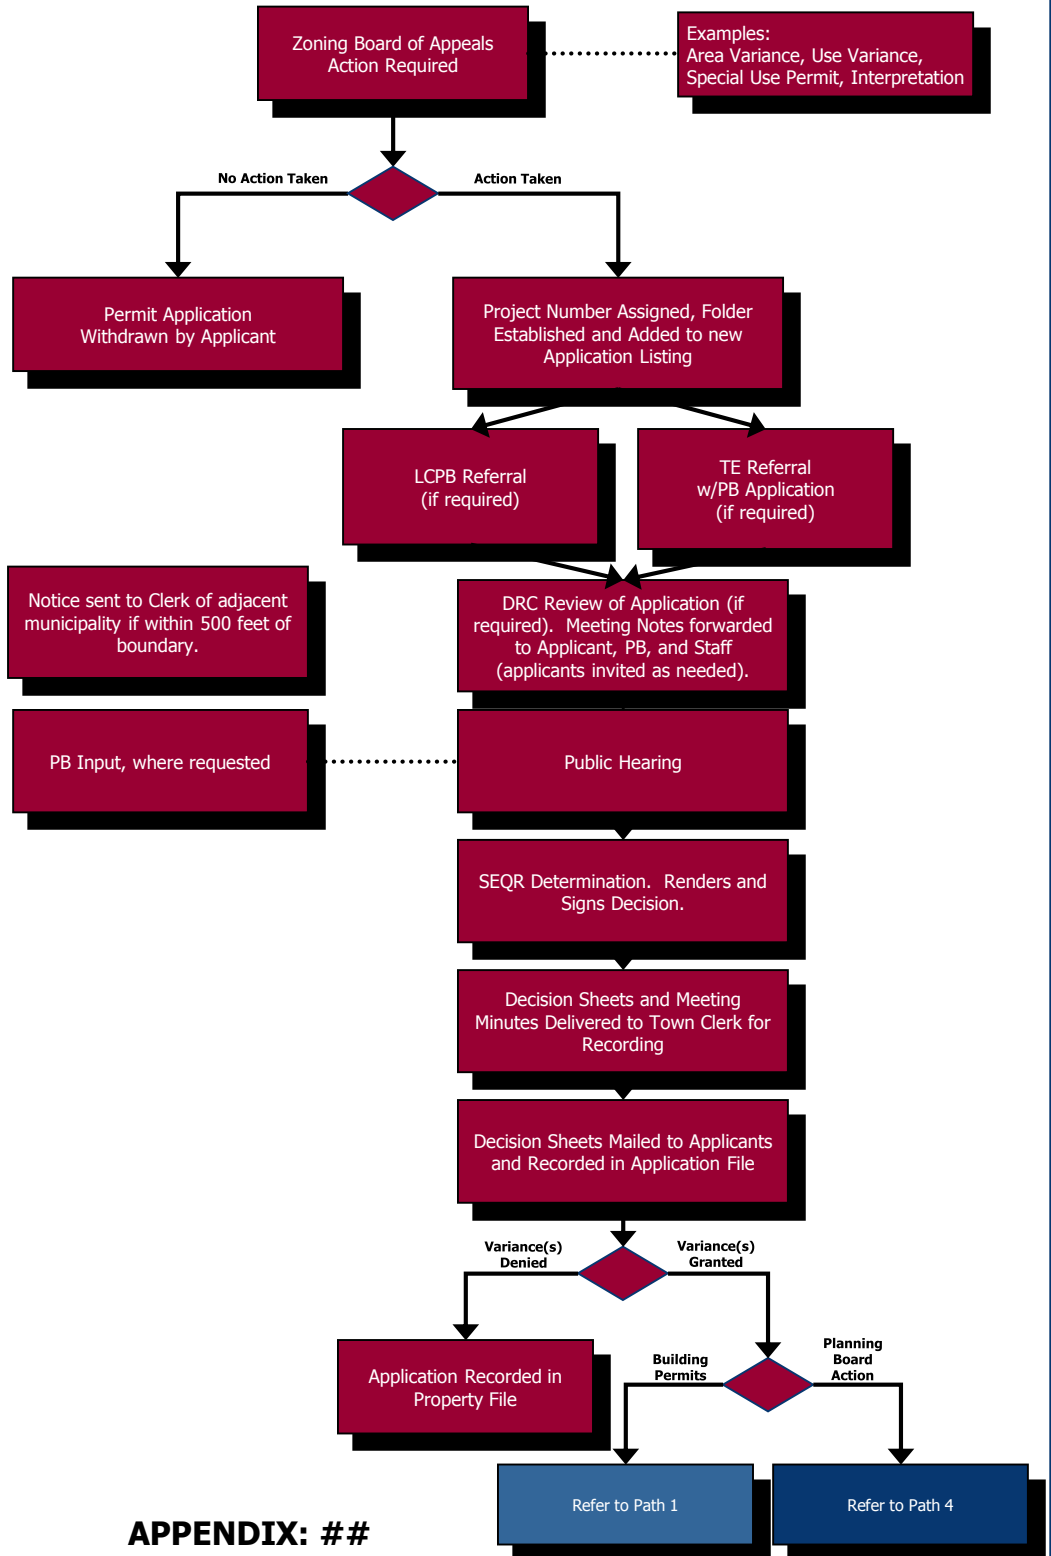 Zoning Board of Appeals
Action Required
Examples:
Area Variance, Use Variance,
Special Use Permit, Interpretation
No Action Taken
Action Taken
Permit Application
Withdrawn by Applicant
Project Number Assigned, Folder
Established and Added to new
Application Listing
LCPB Referral
(if required)
TE Referral
w/PB Application
(if required)
Notice sent to Clerk of adjacent
municipality if within 500 feet of
boundary.
DRC Review of Application (if
required).  Meeting Notes forwarded
to Applicant, PB, and Staff
(applicants invited as needed).
PB Input, where requested
Public Hearing
SEQR Determination.  Renders and
Signs Decision.
Decision Sheets and Meeting
Minutes Delivered to Town Clerk for
Recording
Decision Sheets Mailed to Applicants
and Recorded in Application File
Variance(s)
Denied
Variance(s)
Granted
Application Recorded in
Property File
Building
Permits
Planning
Board
Action
Refer to Path 1
Refer to Path 4
APPENDIX: ##